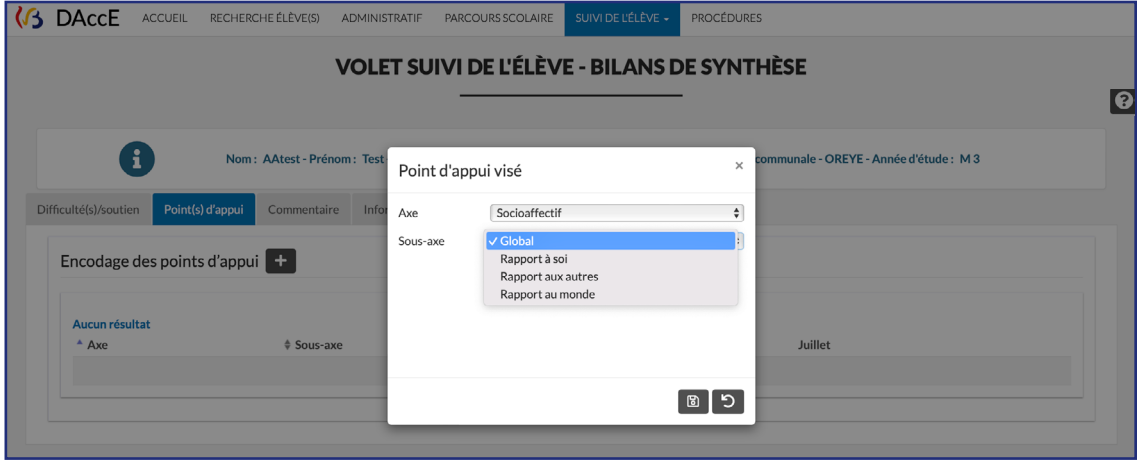 DAccE ACCUEIL RECHERCHE ÉLÈVE(S) ADMINISTRATIF PARCOURS SCOLAIRE SUIVI DE L'ÉLÈVE PROCÉDURES
VOLET SUIVI DE L'ÉLÈVE - BILANS DE SYNTHÈSE
Nom : AAtest - Prénom : Test communale - OREYE - Année d'étude : M 3
Difficulté(s)/soutien Point(s) d'appui Commentaire Infor
Point d'appui visé ×
Axe Socioaffectif
Sous-axe ✓ Global
Rapport à soi
Rapport aux autres
Rapport au monde
Encodage des points d'appui +
Aucun résultat
Axe Sous-axe Juillet